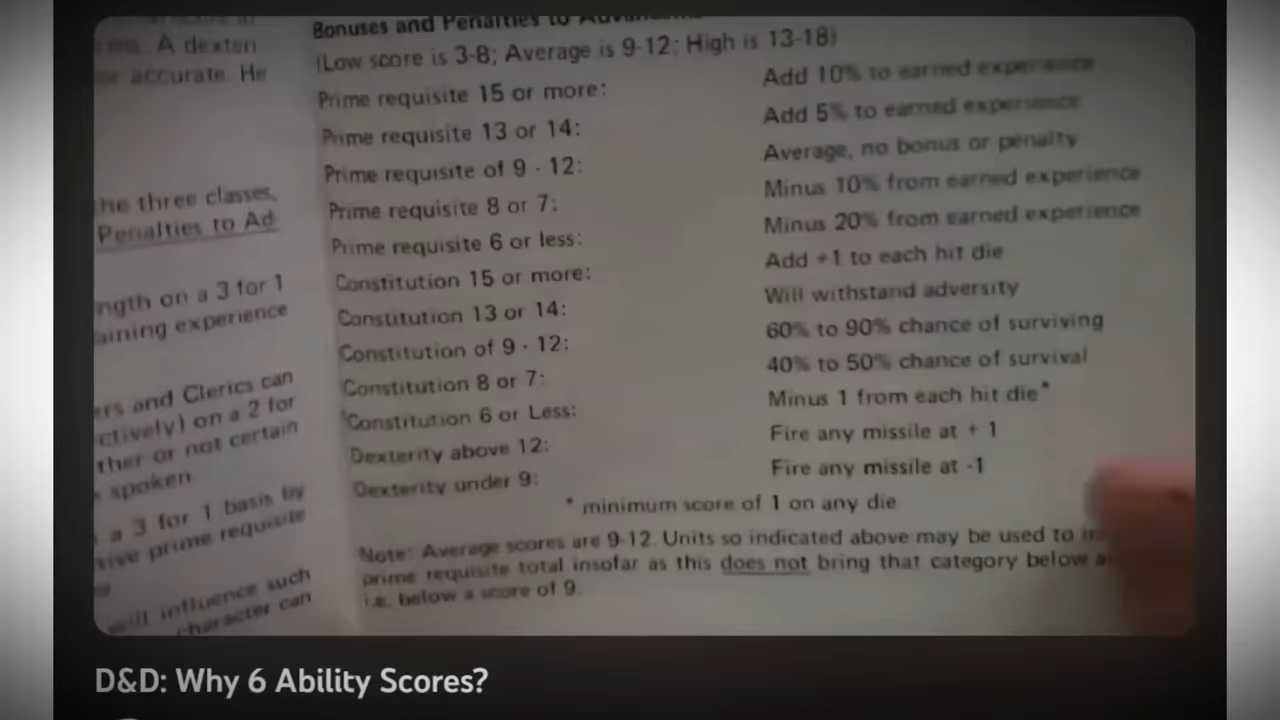 A dexteri
accurate. He
he three classes,
Penalties to Ad-
ngth on a 3 for 1
aining experience
ers and Clerics can
ctively) on a 2 for
ther or not certain
spoken.
a 3 for 1 basis by
tive prime requisite
will influence such
character can
Bonuses and Penalties to
(Low score is 3-8; Average is 9-12; High is 13-18)
Prime requisite 15 or more: Add 10% to earned experience
Prime requisite 13 or 14: Add 5% to earned experience
Prime requisite of 9 - 12: Average, no bonus or penalty
Prime requisite 8 or 7: Minus 10% from earned experience
Prime requisite 6 or less: Minus 20% from earned experience
Constitution 15 or more: Add +1 to each hit die
Constitution 13 or 14: Will withstand adversity
Constitution of 9 - 12: 60% to 90% chance of surviving
Constitution 8 or 7: 40% to 50% chance of survival
Constitution 6 or Less: Minus 1 from each hit die*
Dexterity above 12: Fire any missile at + 1
Dexterity under 9: Fire any missile at -1
* minimum score of 1 on any die
Note: Average scores are 9-12. Units so indicated above may be used to
prime requisite total insofar as this does not bring that category below
i.e. below a score of 9.
D&D: Why 6 Ability Scores?